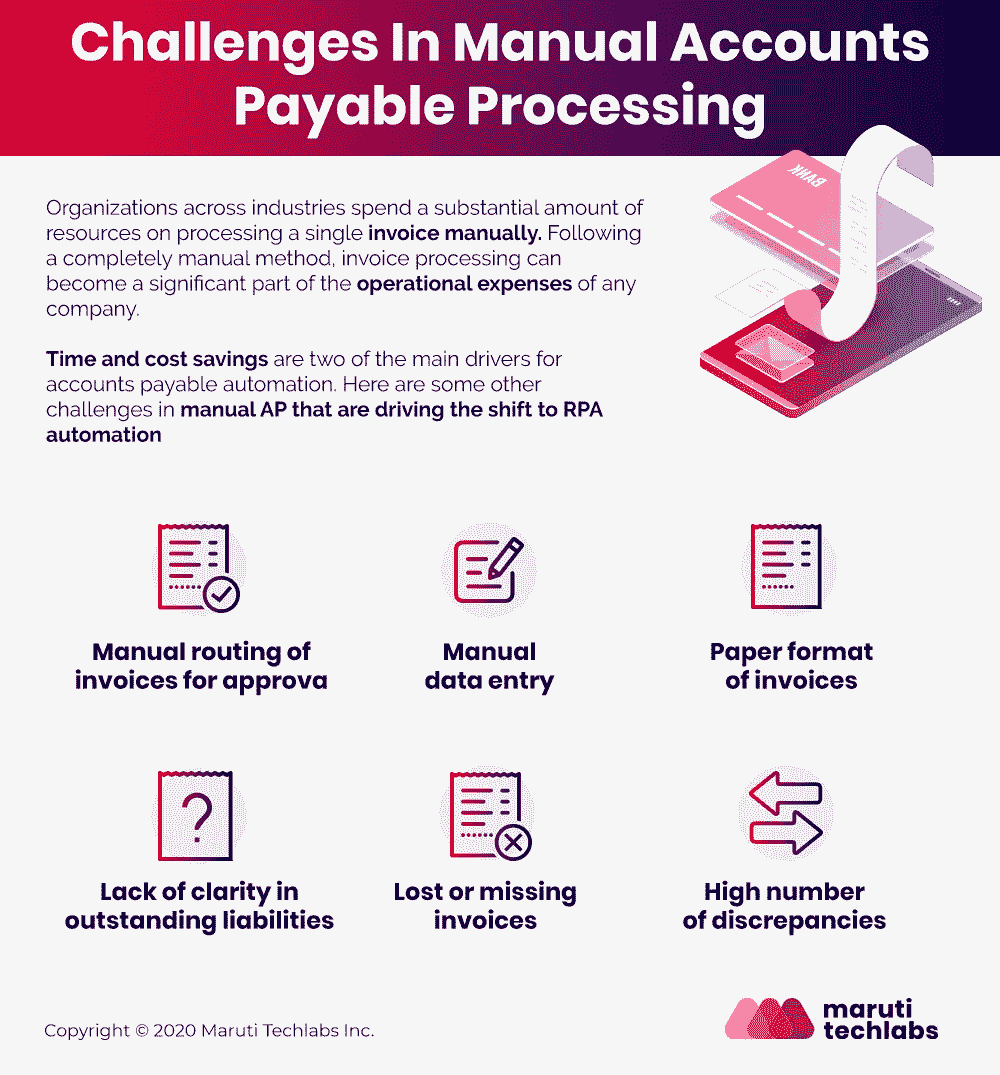 Challenges In Manual Accounts
Payable Processing
BANK
Organizations across industries spend a substantial amount of
resources on processing a single invoice manually. Following
a completely manual method, invoice processing can
become a significant part of the operational expenses of any
company.
Time and cost savings are two of the main drivers for
accounts payable automation. Here are some other
challenges in manual AP that are driving the shift to RPA
automation
Manual routing of
invoices for approva
Manual
data entry
Paper format
of invoices
Lack of clarity in
outstanding liabilities
Lost or missing
invoices
High number
of discrepancies
Copyright © 2020 Maruti Techlabs Inc.
maruti
techlabs